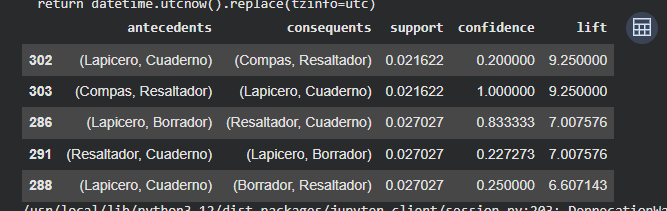 return datetime.utcnow().replace(tzinfo=utc)
antecedents consequents support confidence lift
302 (Lapicero, Cuaderno) (Compas, Resaltador) 0.021622 0.200000 9.250000
303 (Compas, Resaltador) (Lapicero, Cuaderno) 0.021622 1.000000 9.250000
286 (Lapicero, Borrador) (Resaltador, Cuaderno) 0.027027 0.833333 7.007576
291 (Resaltador, Cuaderno) (Lapicero, Borrador) 0.027027 0.227273 7.007576
288 (Lapicero, Cuaderno) (Borrador, Resaltador) 0.027027 0.250000 6.607143
/usr/local/lib/python3.12/dist-packages/jupyter_client/session.py:203: